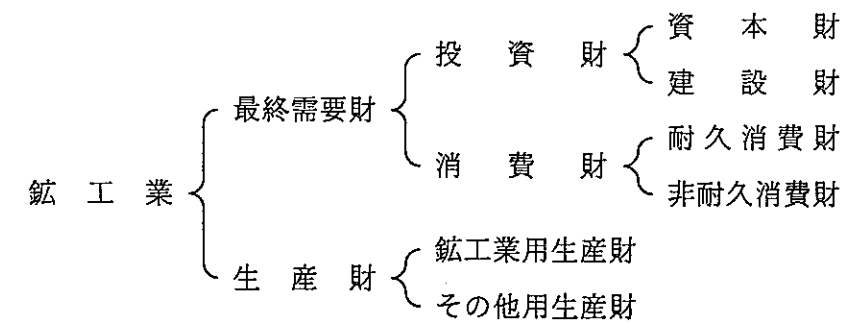 資本財
投資財
建設財
最終需要財
耐久消費財
消費財
鉱工業
非耐久消費財
鉱工業用生産財
生産財
その他用生産財